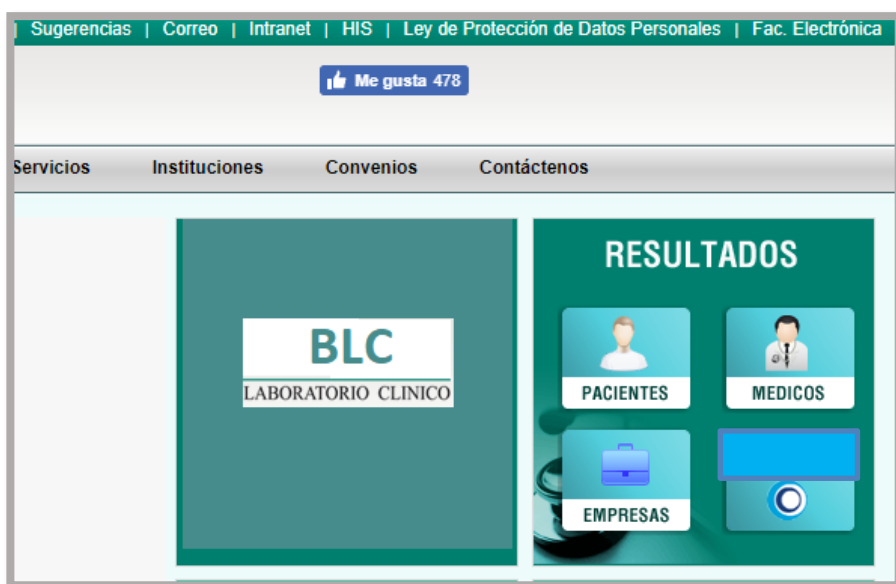 | Sugerencias | Correo | Intranet | HIS | Ley de Protección de Datos Personales | Fac. Electrónica
Me gusta 478
Servicios Instituciones Convenios Contáctenos
BLC
LABORATORIO CLINICO
RESULTADOS
PACIENTES MEDICOS
EMPRESAS